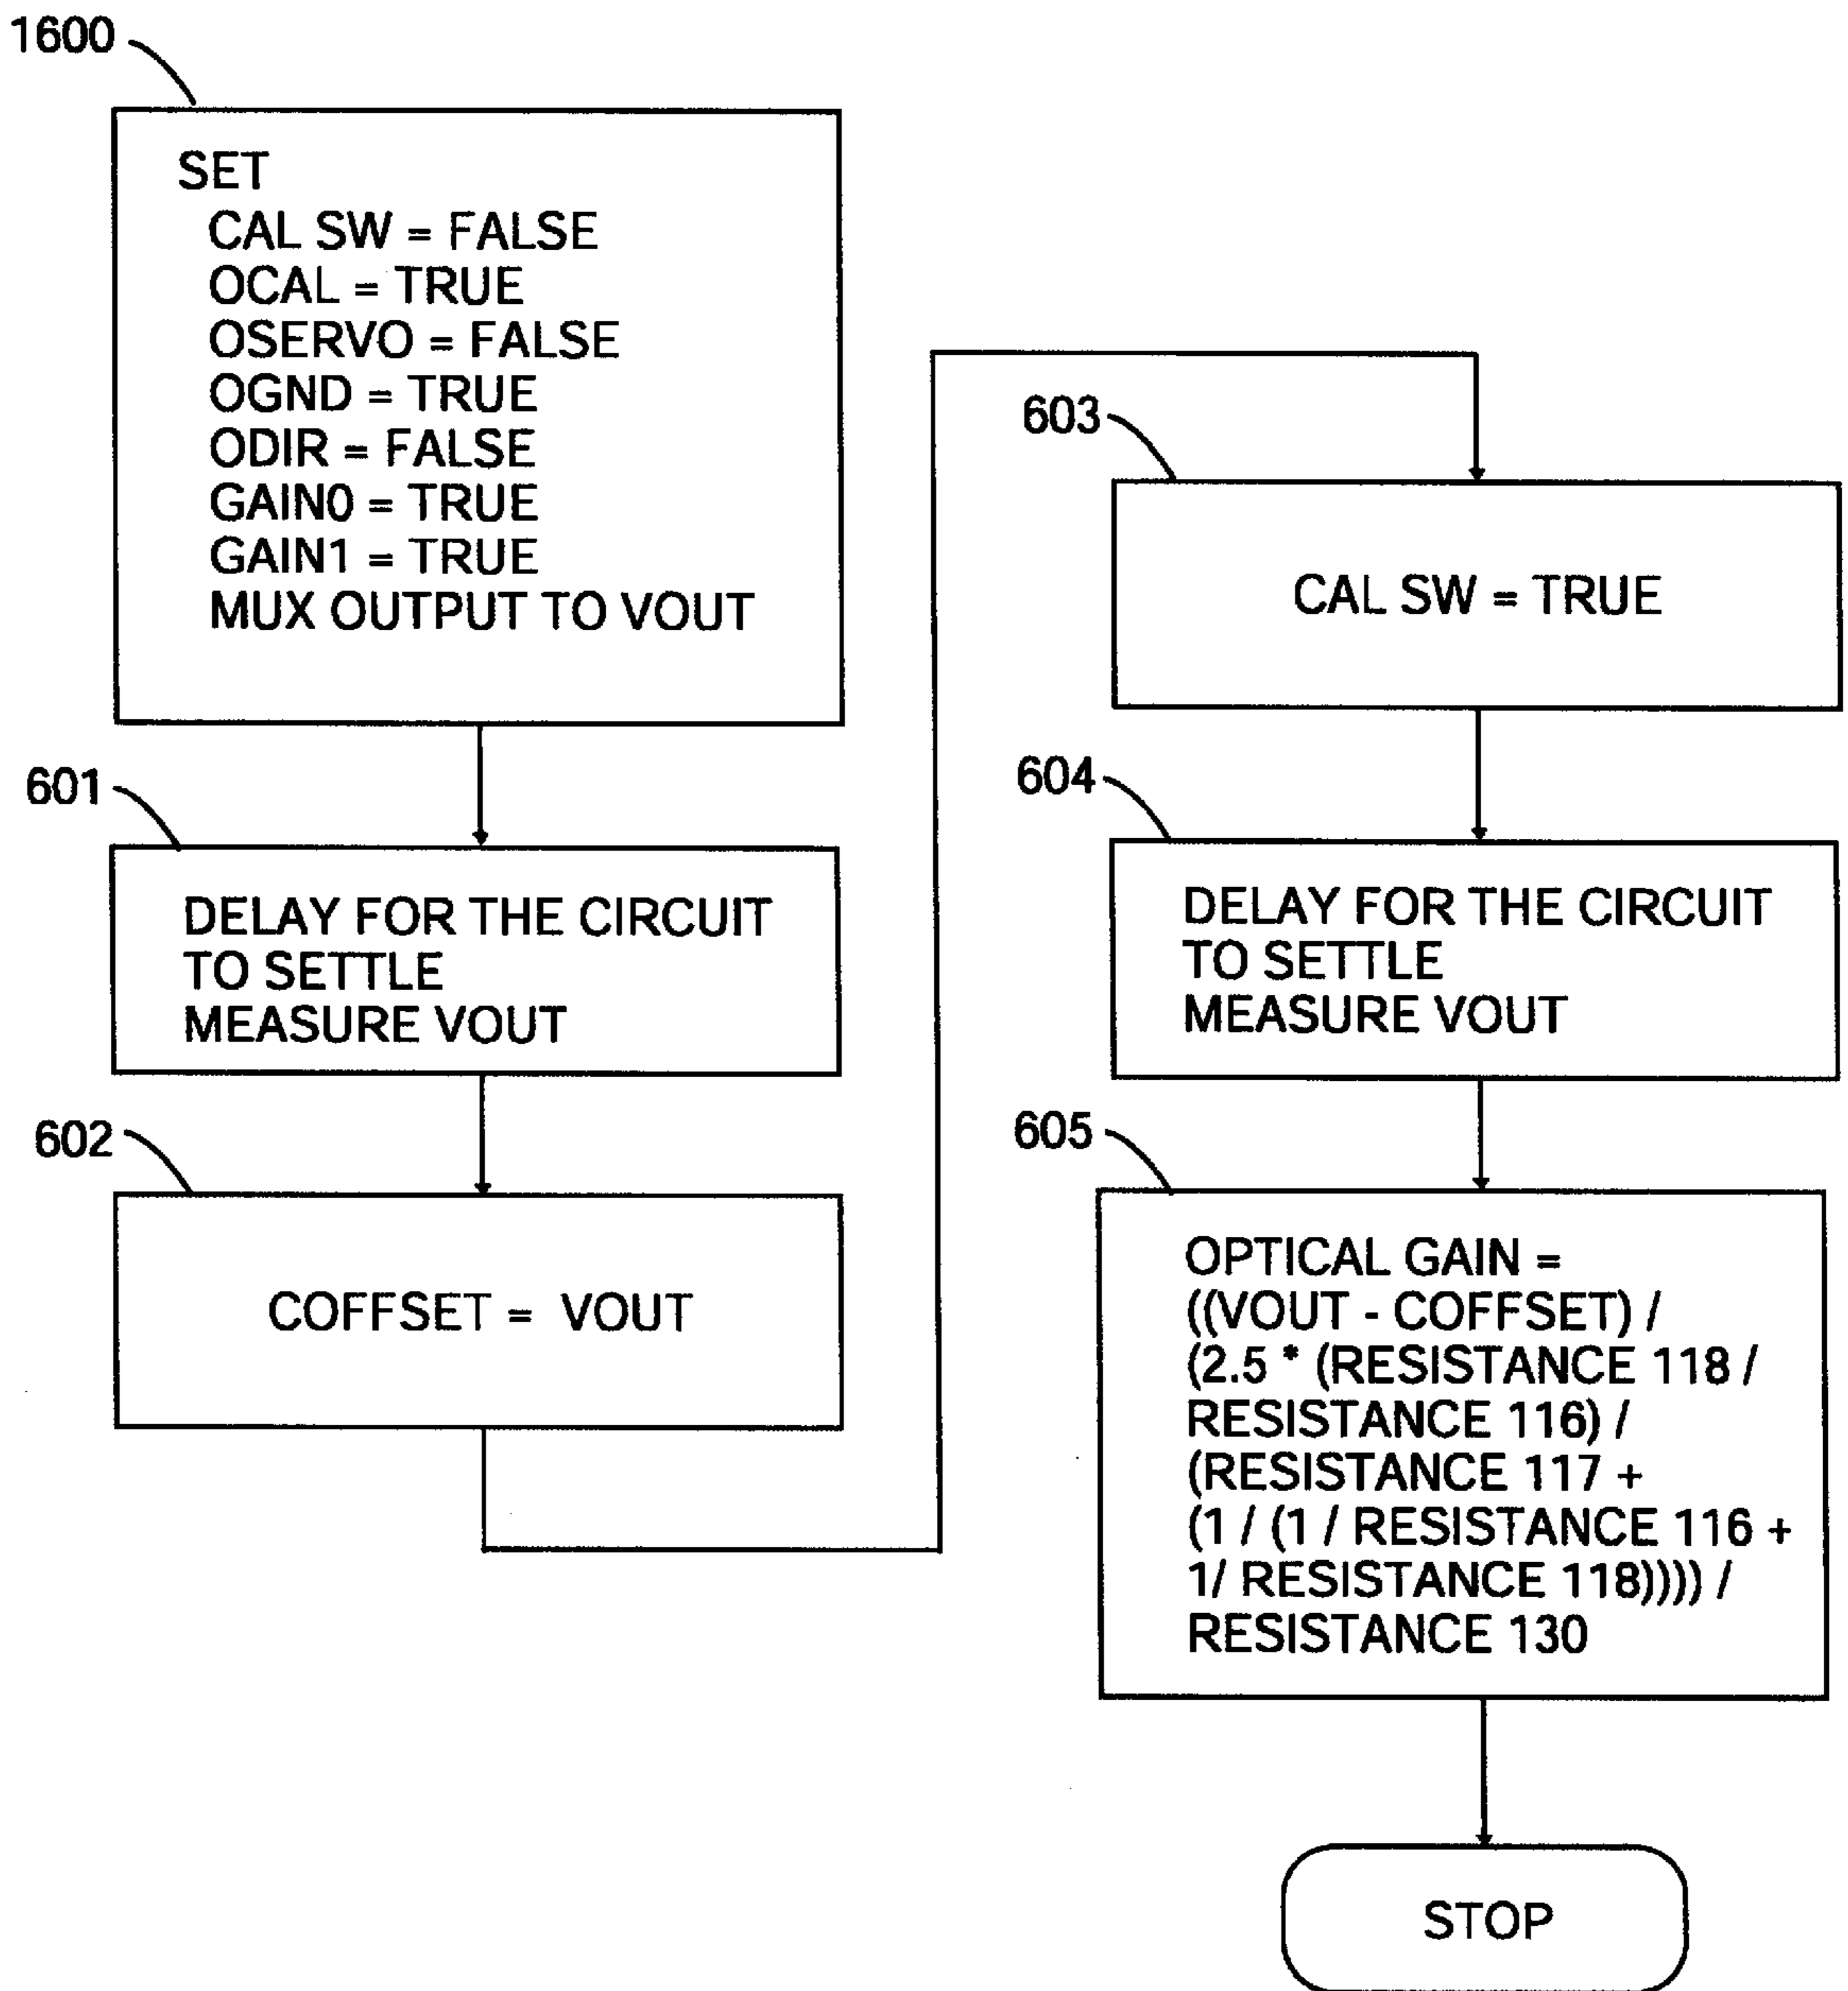 1600
SET
CAL SW = FALSE
OCAL = TRUE
OSERVO = FALSE
OGND = TRUE
ODIR = FALSE
GAIN0 = TRUE
GAIN1 = TRUE
MUX OUTPUT TO VOUT
601
DELAY FOR THE CIRCUIT
TO SETTLE
MEASURE VOUT
602
COFFSET = VOUT
603
CAL SW = TRUE
604
DELAY FOR THE CIRCUIT
TO SETTLE
MEASURE VOUT
605
OPTICAL GAIN =
((VOUT - COFFSET) /
(2.5 * (RESISTANCE 118 /
RESISTANCE 116) /
(RESISTANCE 117 +
(1 / (1 / RESISTANCE 116 +
1/ RESISTANCE 118)))) /
RESISTANCE 130
STOP